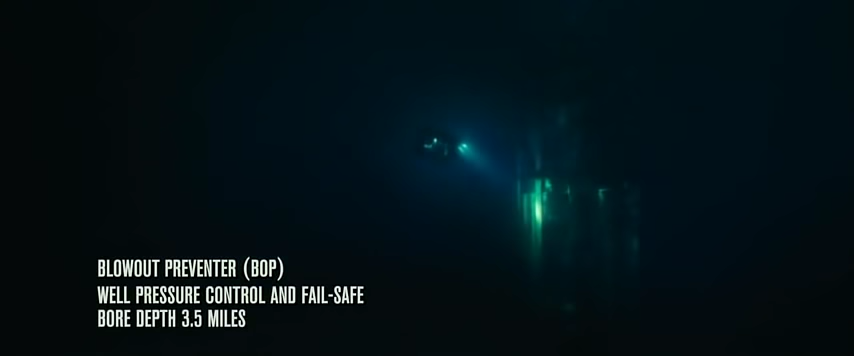 BLOWOUT PREVENTER (BOP)
WELL PRESSURE CONTROL AND FAIL-SAFE
BORE DEPTH 3.5 MILES